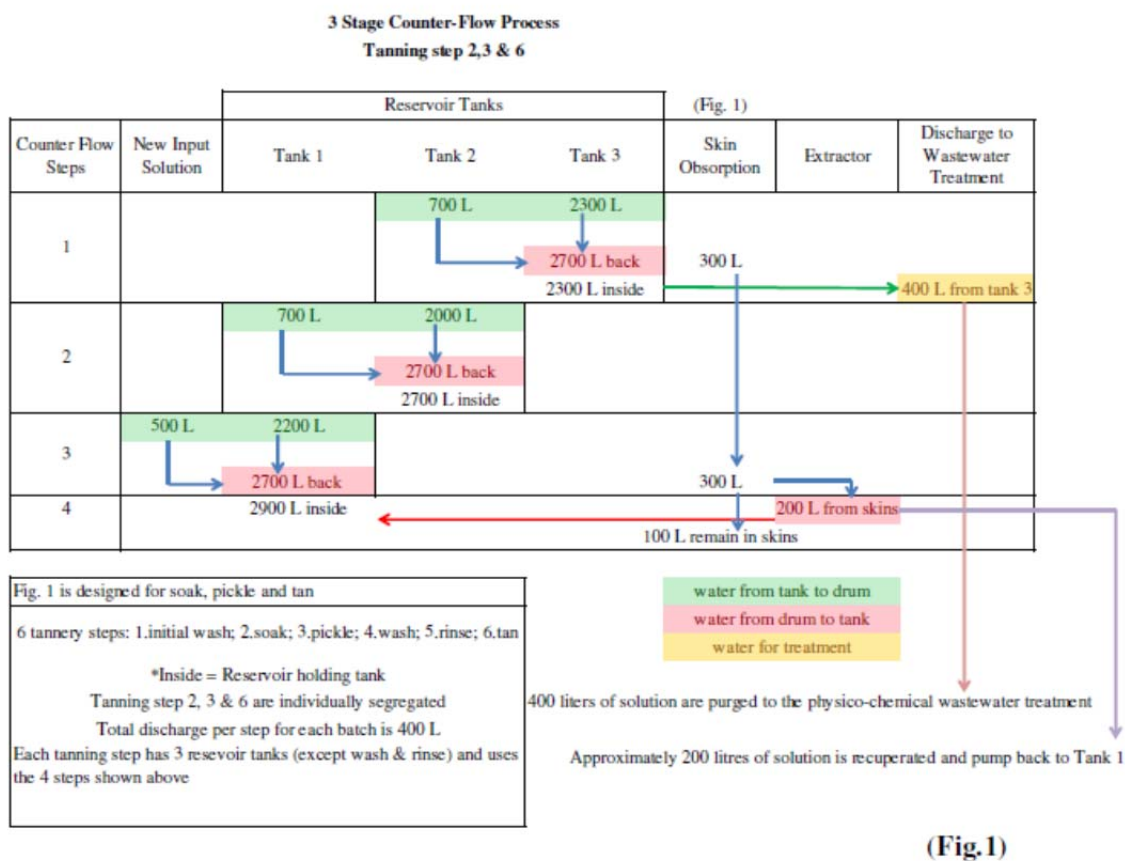 3 Stage Counter-Flow Process
Tanning step 2,3 & 6
Reservoir Tanks
(Fig. 1)
Counter Flow Steps
New Input Solution
Tank 1
Tank 2
Tank 3
Skin Obsorption
Extractor
Discharge to Wastewater Treatment
1
700 L
2300 L
2700 L back
300 L
2300 L inside
400 L from tank 3
2
700 L
2000 L
2700 L back
2700 L inside
3
500 L
2200 L
2700 L back
300 L
4
2900 L inside
200 L from skins
100 L remain in skins
Fig. 1 is designed for soak, pickle and tan
6 tannery steps: 1.initial wash; 2.soak; 3.pickle; 4.wash; 5.rinse; 6.tan
*Inside = Reservoir holding tank
Tanning step 2, 3 & 6 are individually segregated
Total discharge per step for each batch is 400 L
Each tanning step has 3 resevoir tanks (except wash & rinse) and uses
the 4 steps shown above
water from tank to drum
water from drum to tank
water for treatment
400 liters of solution are purged to the physico-chemical wastewater treatment
Approximately 200 litres of solution is recuperated and pump back to Tank 1
(Fig.1)